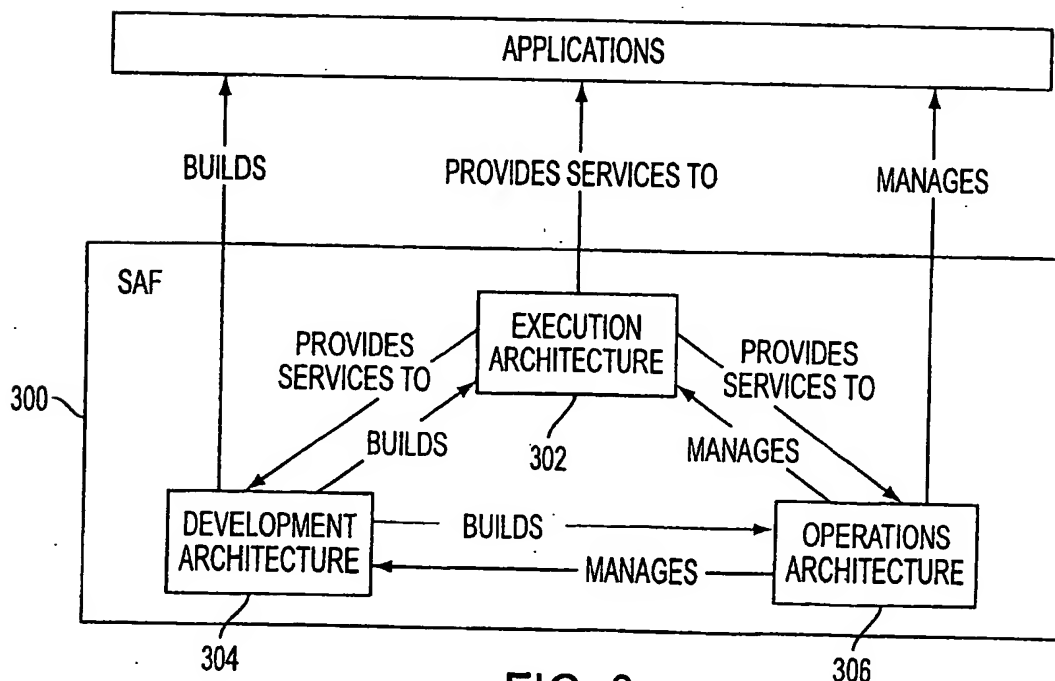 APPLICATIONS
BUILDS
PROVIDES SERVICES TO
MANAGES
SAF
EXECUTION
ARCHITECTURE
PROVIDES
SERVICES TO
PROVIDES
SERVICES TO
300
BUILDS
302
MANAGES
DEVELOPMENT
ARCHITECTURE
BUILDS
MANAGES
OPERATIONS
ARCHITECTURE
304
306